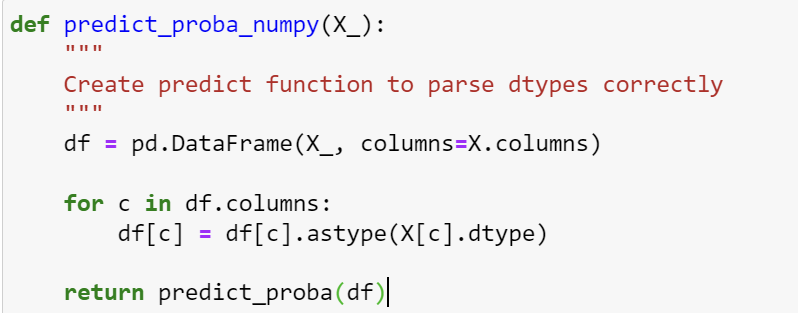 def predict_proba_numpy(X_):
"""
Create predict function to parse dtypes correctly
"""
df = pd.DataFrame(X_, columns=X.columns)
for c in df.columns:
df[c] = df[c].astype(X[c].dtype)
return predict_proba(df)